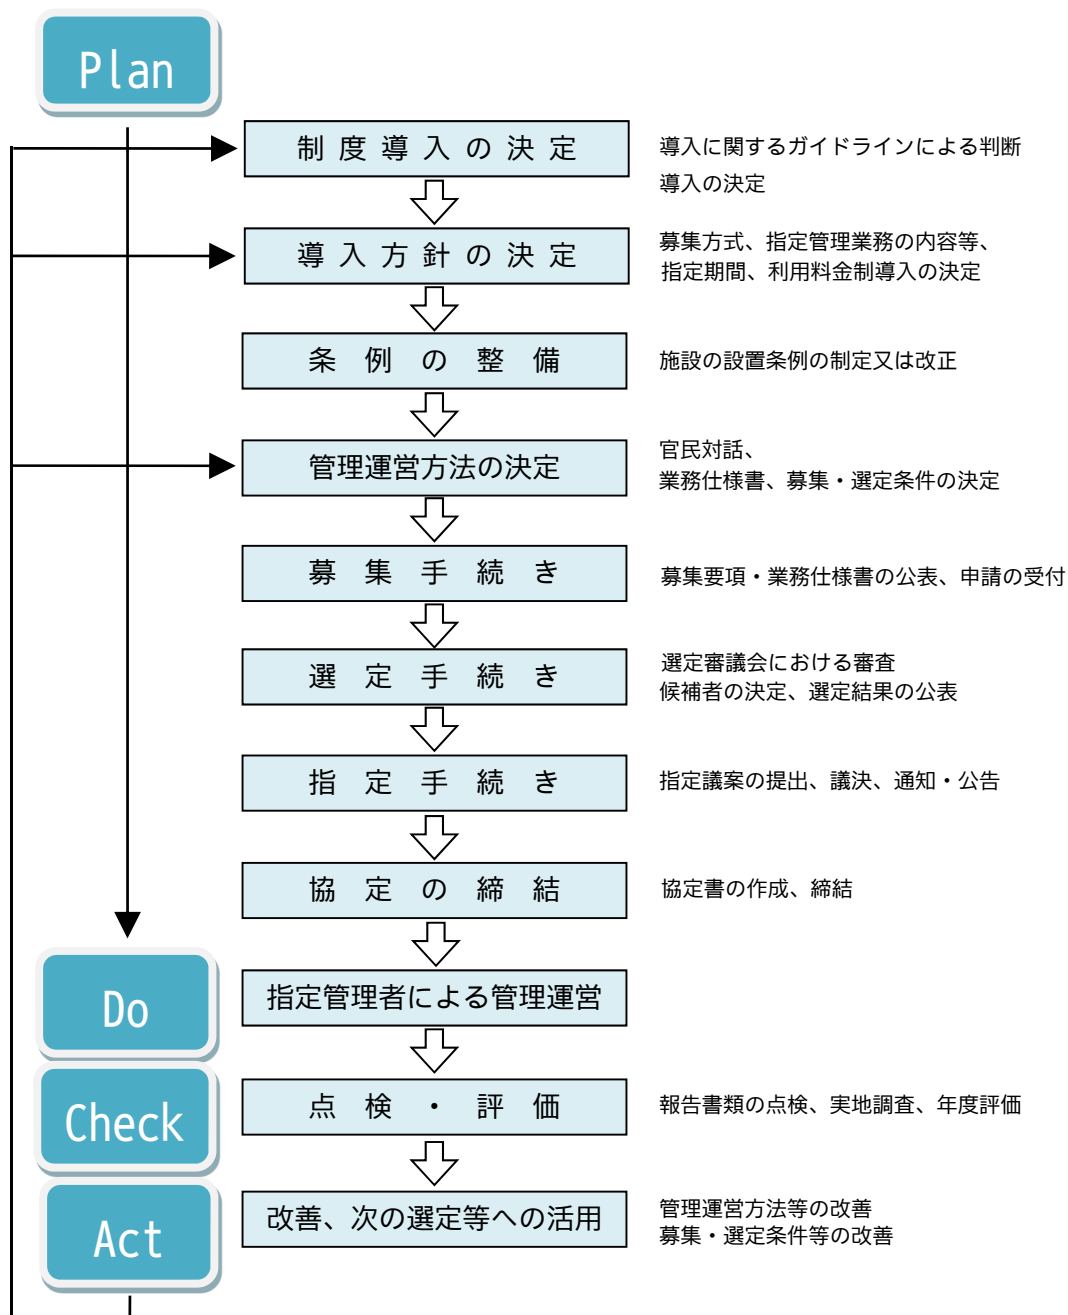 Plan
制度導入の決定
導入に関するガイドラインによる判断
導入の決定
導入方針の決定
募集方式、指定管理業務の内容等、
指定期間、利用料金制導入の決定
条例の整備
施設の設置条例の制定又は改正
管理運営方法の決定
官民対話、
業務仕様書、募集・選定条件の決定
募集手続き
募集要項・業務仕様書の公表、申請の受付
選定手続き
選定審議会における審査
候補者の決定、選定結果の公表
指定手続き
指定議案の提出、議決、通知・公告
協定の締結
協定書の作成、締結
Do
指定管理者による管理運営
Check
点検・評価
報告書類の点検、実地調査、年度評価
Act
改善、次の選定等への活用
管理運営方法等の改善
募集・選定条件等の改善